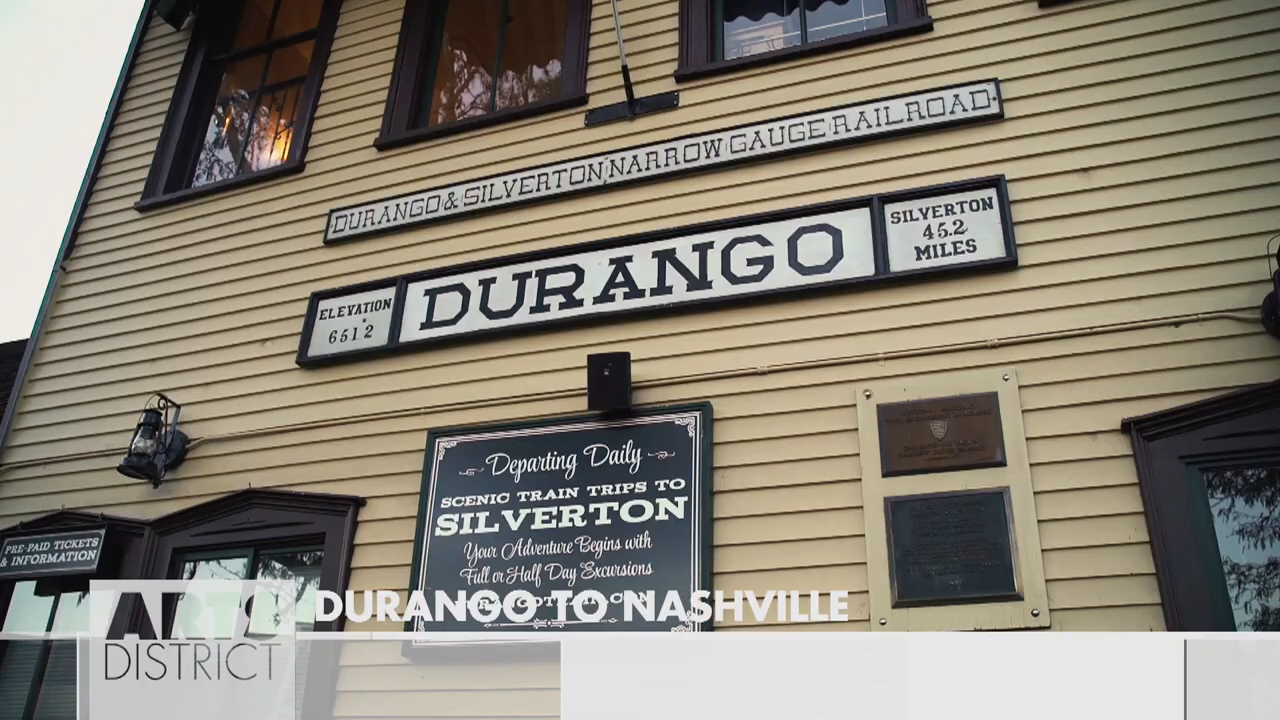 DURANGO & SILVERTON NARROW GAUGE RAILROAD
ELEVATION
6512
DURANGO
SILVERTON
45.2
MILES
Departing Daily
SCENIC TRAIN TRIPS TO
SILVERTON
Your Adventure Begins with
Full or Half Day Excursions
PRE-PAID TICKETS
& INFORMATION
ARTS
DISTRICT
DURANGO TO NASHVILLE